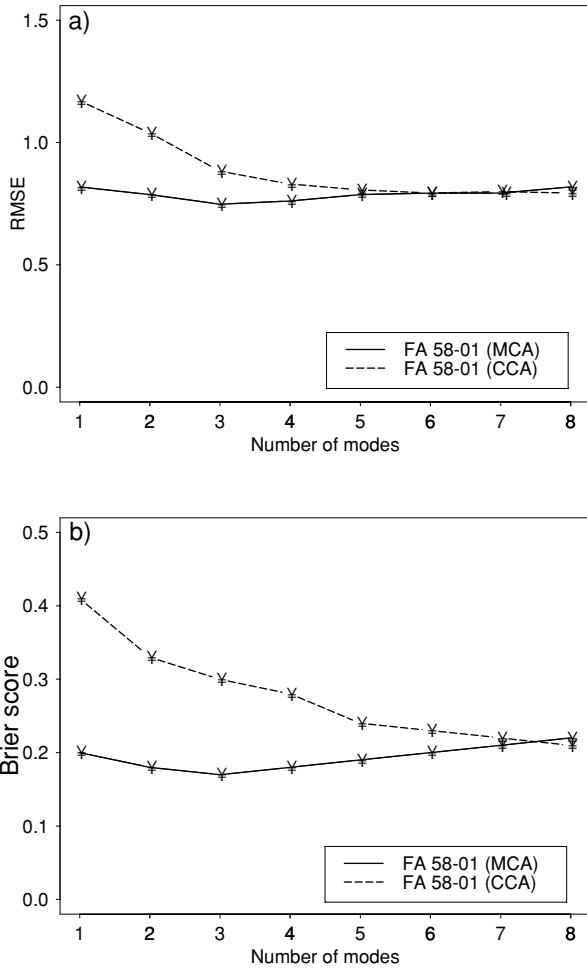 a)
1.5
1.0
0.5
0.0
RMSE
FA 58-01 (MCA)
FA 58-01 (CCA)
1 2 3 4 5 6 7 8
Number of modes
b)
0.5
0.4
0.3
0.2
0.1
0.0
Brier score
FA 58-01 (MCA)
FA 58-01 (CCA)
1 2 3 4 5 6 7 8
Number of modes